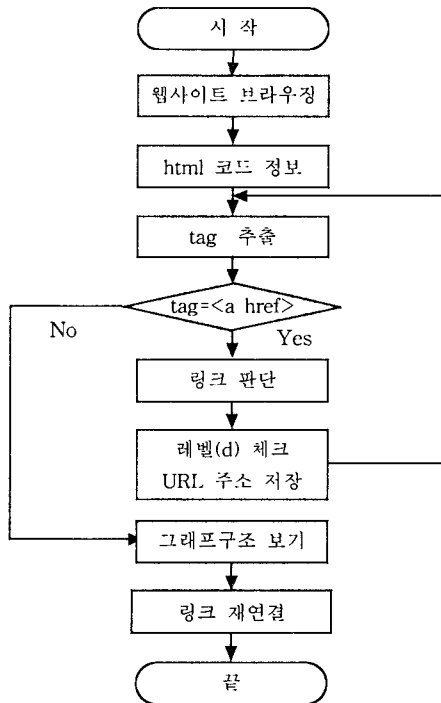 시 작
웹사이트 브라우징
html 코드 정보
tag 추출
tag=<a href>
No
Yes
링크 판단
레벨(d) 체크
URL 주소 저장
그래프구조 보기
링크 재연결
끝